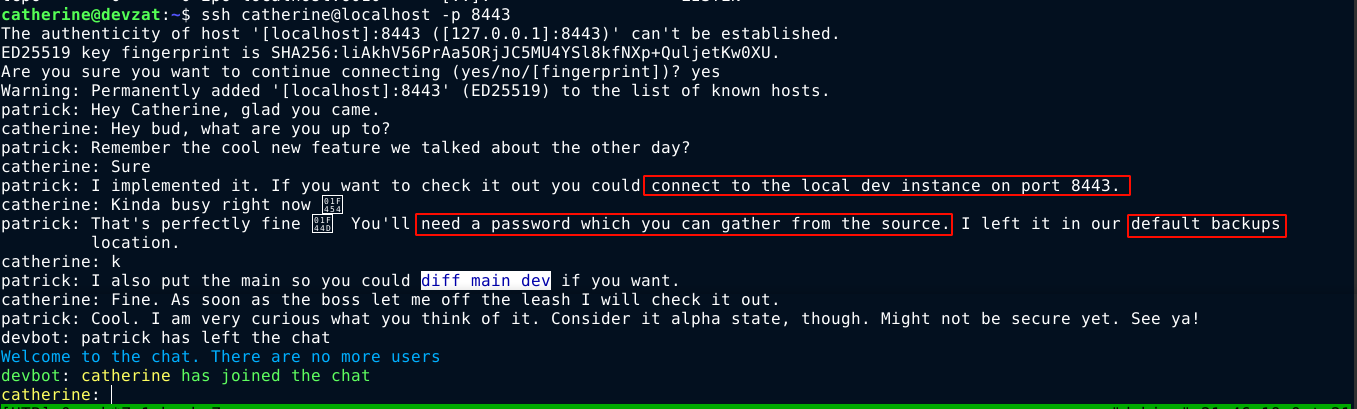 catherine@devzat:~$ ssh catherine@localhost -p 8443
The authenticity of host '[localhost]:8443 ([127.0.0.1]:8443)' can't be established.
ED25519 key fingerprint is SHA256:liAkhV56PrAa5ORjJC5MU4YSl8kfNXp+QuljetKw0XU.
Are you sure you want to continue connecting (yes/no/[fingerprint])? yes
Warning: Permanently added '[localhost]:8443' (ED25519) to the list of known hosts.
patrick: Hey Catherine, glad you came.
catherine: Hey bud, what are you up to?
patrick: Remember the cool new feature we talked about the other day?
catherine: Sure
patrick: I implemented it. If you want to check it out you could connect to the local dev instance on port 8443.
catherine: Kinda busy right now 01F454
patrick: That's perfectly fine 01F44D You'll need a password which you can gather from the source. I left it in our default backups
location.
catherine: k
patrick: I also put the main so you could diff main dev if you want.
catherine: Fine. As soon as the boss let me off the leash I will check it out.
patrick: Cool. I am very curious what you think of it. Consider it alpha state, though. Might not be secure yet. See ya!
devbot: patrick has left the chat
Welcome to the chat. There are no more users
devbot: catherine has joined the chat
catherine: